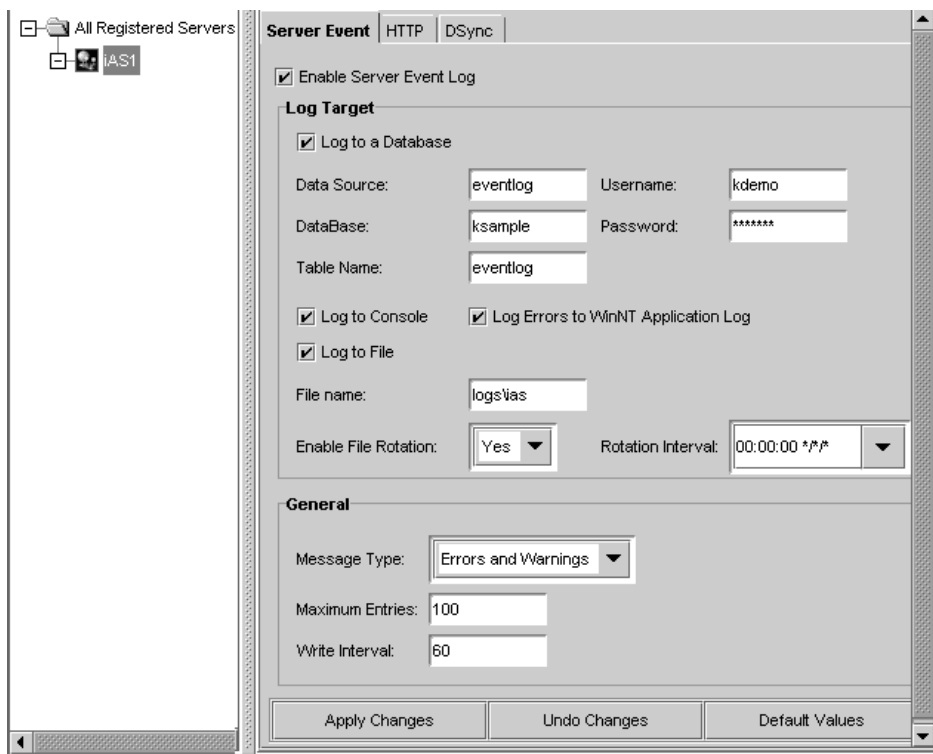 All Registered Servers
iAS1
Server Event HTTP DSync
Enable Server Event Log
Log Target
Log to a Database
Data Source: eventlog Username: kdemo
DataBase: ksample Password: *******
Table Name: eventlog
Log to Console Log Errors to WinNT Application Log
Log to File
File name: logs\ias
Enable File Rotation: Yes Rotation Interval: 00:00:00 */*/*
General
Message Type: Errors and Warnings
Maximum Entries: 100
Write Interval: 60
Apply Changes Undo Changes Default Values